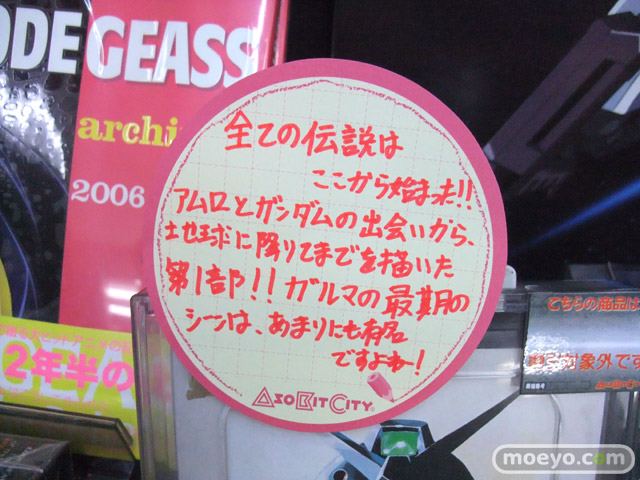 ODE GEASS
archi
2006
全ての伝説は
ここから始まった!!
アムロとガンダムの出会いから、
地球に降りてまでを描いた
第1部!! ガルマの最期の
シーンは、あまりにも有名
ですよねー!
ASOBITCITY
2年半の
こちらの商品は
対象外です
moeyo.com